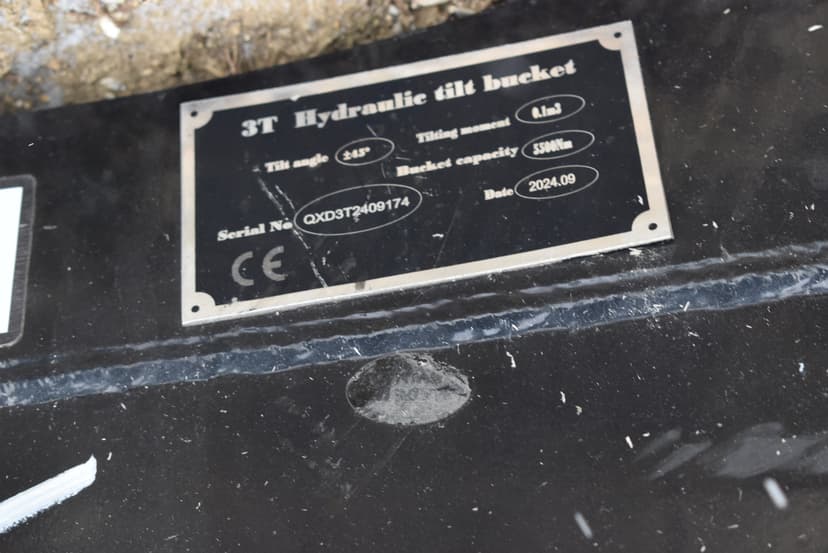 3T Hydraulic tilt bucket
Tilt angle ±45° Tilting moment 0.1m3
Bucket capacity 5500Nm
Serial No QXD3T2409174 Date 2024.09
CE